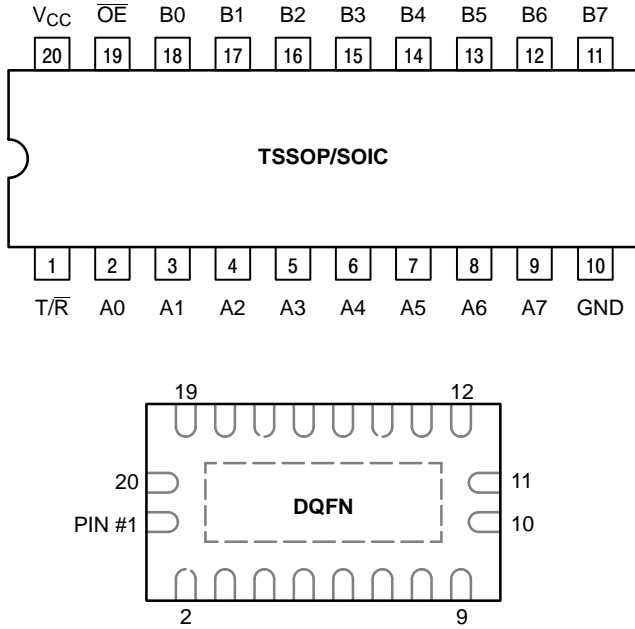 V_CC O̅E̅ B0 B1 B2 B3 B4 B5 B6 B7
20 19 18 17 16 15 14 13 12 11
TSSOP/SOIC
1 2 3 4 5 6 7 8 9 10
T/R̅ A0 A1 A2 A3 A4 A5 A6 A7 GND
19 12
20 11
DQFN
PIN #1 10
2 9